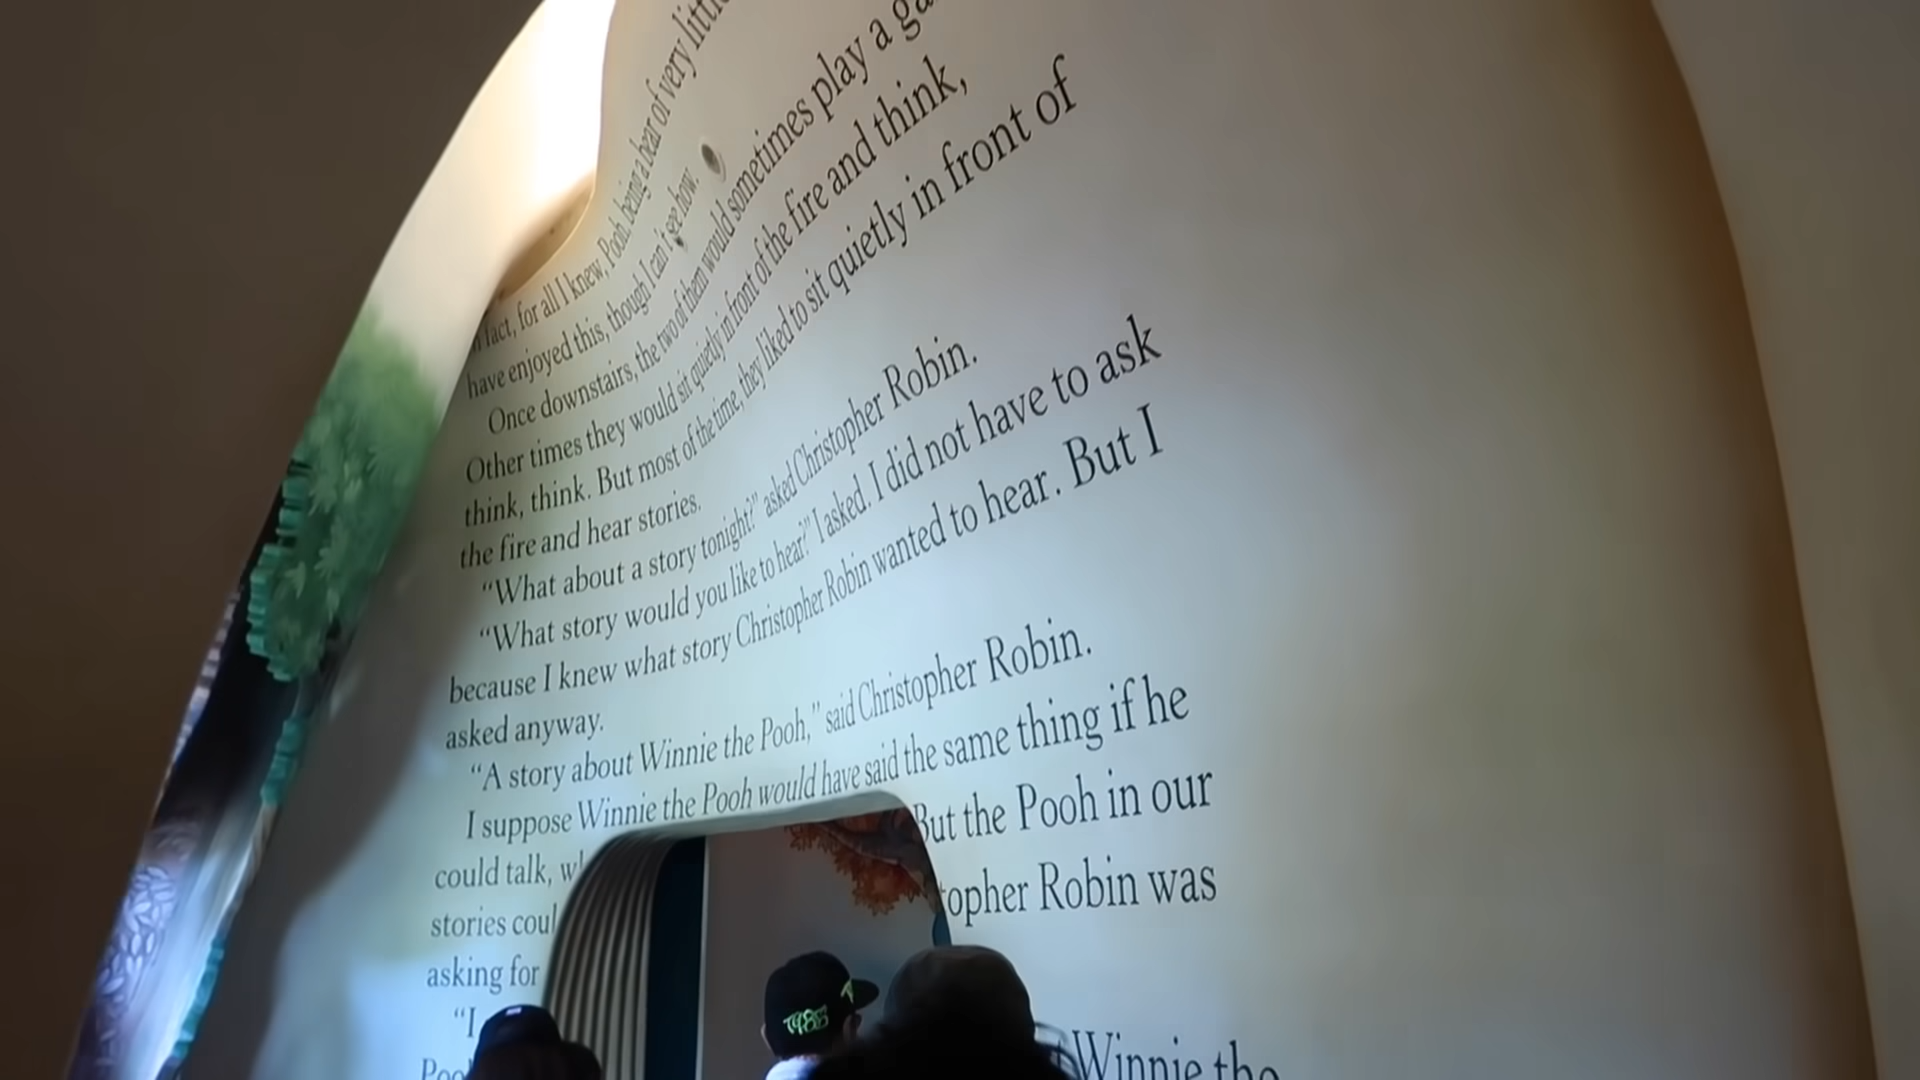 fact, for all I knew, Pooh, being a bear of very little
have enjoyed this, though I can't see how.
Once downstairs, the two of them would sometimes play a
Other times they would sit quietly in front of the fire and think,
think, think. But most of the time, they liked to sit quietly in front of
the fire and hear stories.
“What about a story tonight?” asked Christopher Robin.
“What story would you like to hear?” I asked. I did not have to ask
because I knew what story Christopher Robin wanted to hear. But I
asked anyway.
“A story about Winnie the Pooh,” said Christopher Robin.
I suppose Winnie the Pooh would have said the same thing if he
could talk, But the Pooh in our
stories opher Robin was
asking for
“I
Winnie the
1985